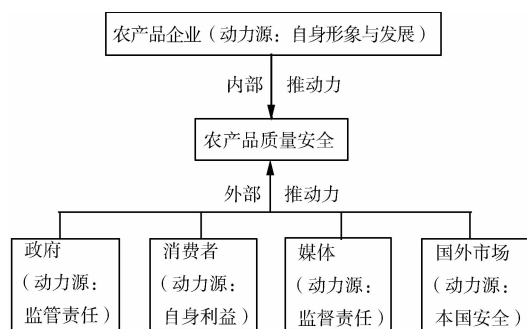 农产品企业（动力源：自身形象与发展）
内部 推动力
农产品质量安全
外部 推动力
政府
（动力源：
监管责任）
消费者
（动力源：
自身利益）
媒体
（动力源：
监督责任）
国外市场
（动力源：
本国安全）